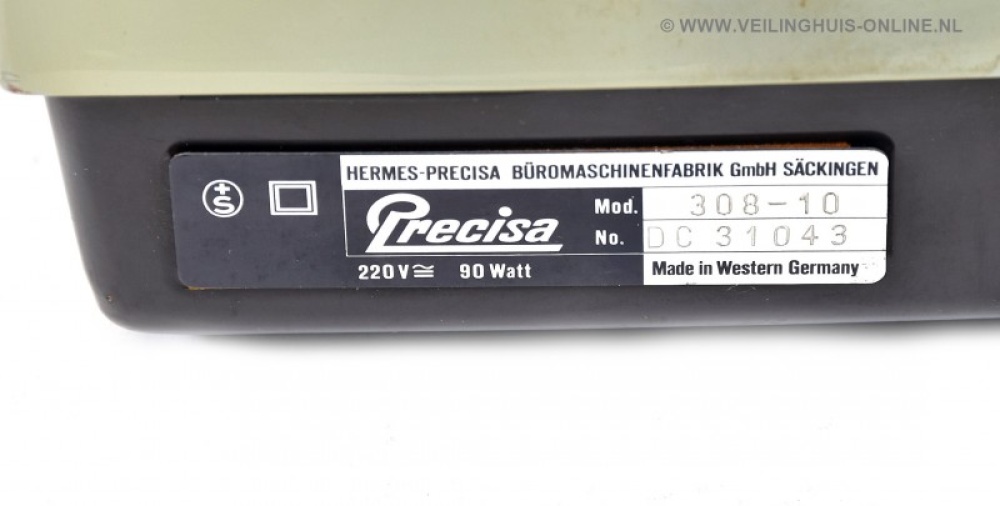 © WWW.VEILINGHUIS-ONLINE.NL
HERMES-PRECISA BÜROMASCHINENFABRIK GmbH SÄCKINGEN
+S
Precisa
Mod. 308-10
No. DC 31043
220V≅ 90 Watt
Made in Western Germany